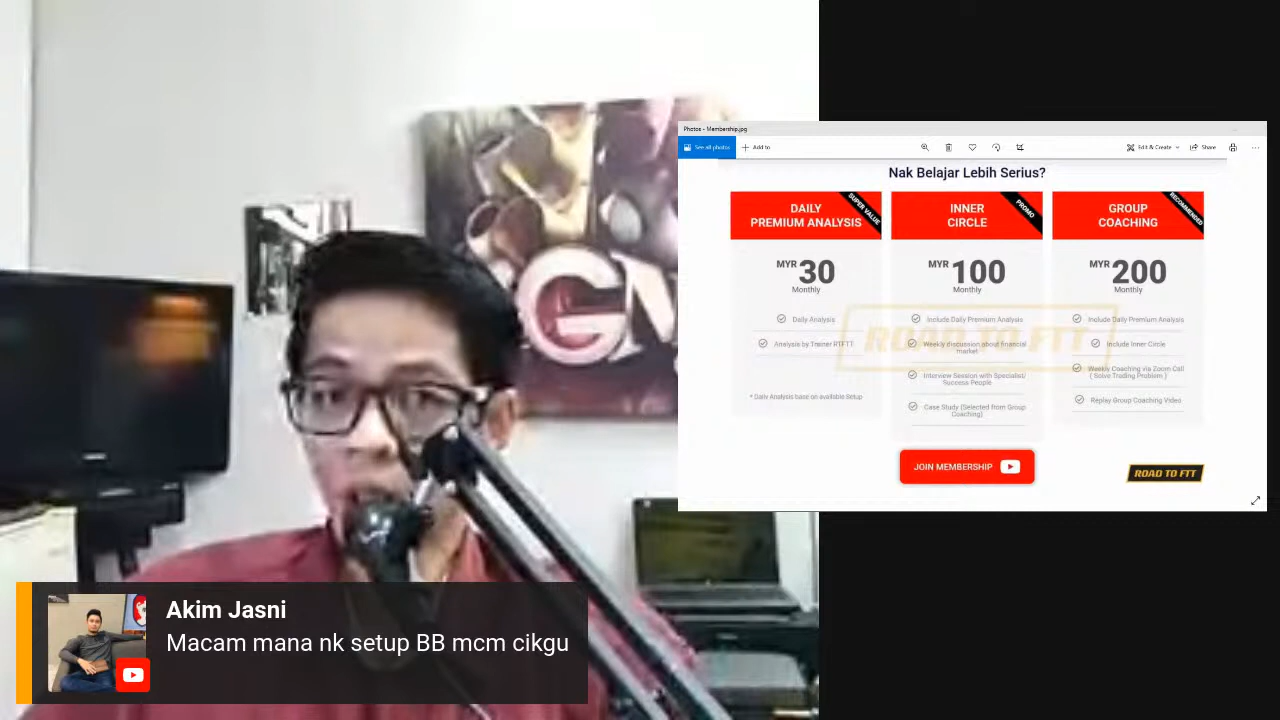 Photos - Membership.jpg
See all photos
Add to
Edit & Create
Share
Nak Belajar Lebih Serius?
DAILY
PREMIUM ANALYSIS
SUPER VALUE
MYR 30
Monthly
Daily Analysis
Analysis by Trainer RTFTT
* Daily Analysis base on available Setup
INNER
CIRCLE
PROMO
MYR 100
Monthly
Include Daily Premium Analysis
Weekly discussion about financial
market
Interview Session with Specialist/
Success People
Case Study (Selected from Group
Coaching)
GROUP
COACHING
RECOMMENDED
MYR 200
Monthly
Include Daily Premium Analysis
Include Inner Circle
Weekly Coaching via Zoom Call
( Solve Trading Problem )
Replay Group Coaching Video
ROAD TO FTT
JOIN MEMBERSHIP
ROAD TO FTT
GM
Akim Jasni
Macam mana nk setup BB mcm cikgu